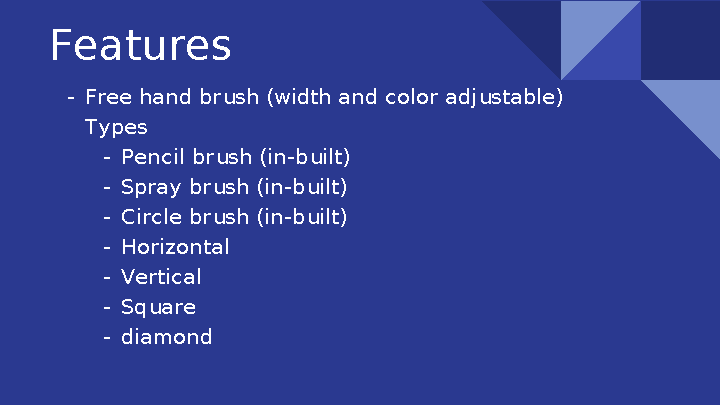 Features
- Free hand brush (width and color adjustable)
Types
- Pencil brush (in-built)
- Spray brush (in-built)
- Circle brush (in-built)
- Horizontal
- Vertical
- Square
- diamond